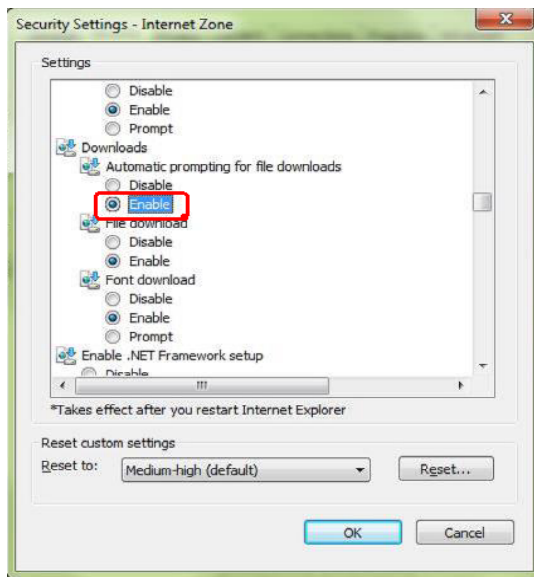 Security Settings - Internet Zone
Settings
Disable
Enable
Prompt
Downloads
Automatic prompting for file downloads
Disable
Enable
File download
Disable
Enable
Font download
Disable
Enable
Prompt
Enable .NET Framework setup
Disable
*Takes effect after you restart Internet Explorer
Reset custom settings
Reset to: Medium-high (default) Reset...
OK Cancel